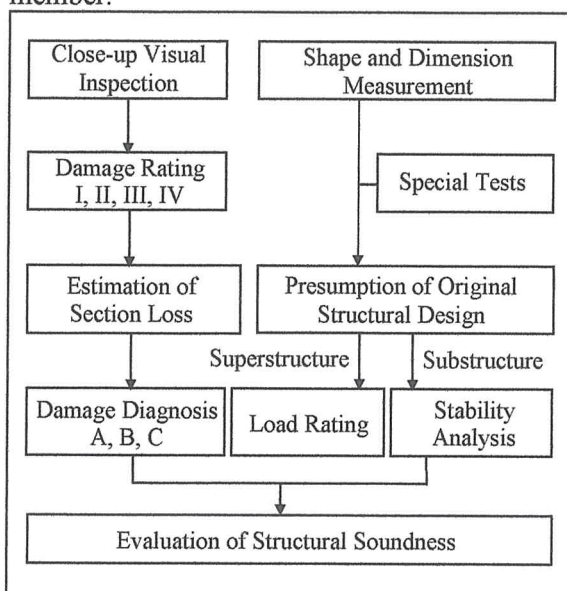 member.
Close-up Visual
Inspection
Shape and Dimension
Measurement
Damage Rating
I, II, III, IV
Special Tests
Estimation of
Section Loss
Presumption of Original
Structural Design
Superstructure
Substructure
Damage Diagnosis
A, B, C
Load Rating
Stability
Analysis
Evaluation of Structural Soundness